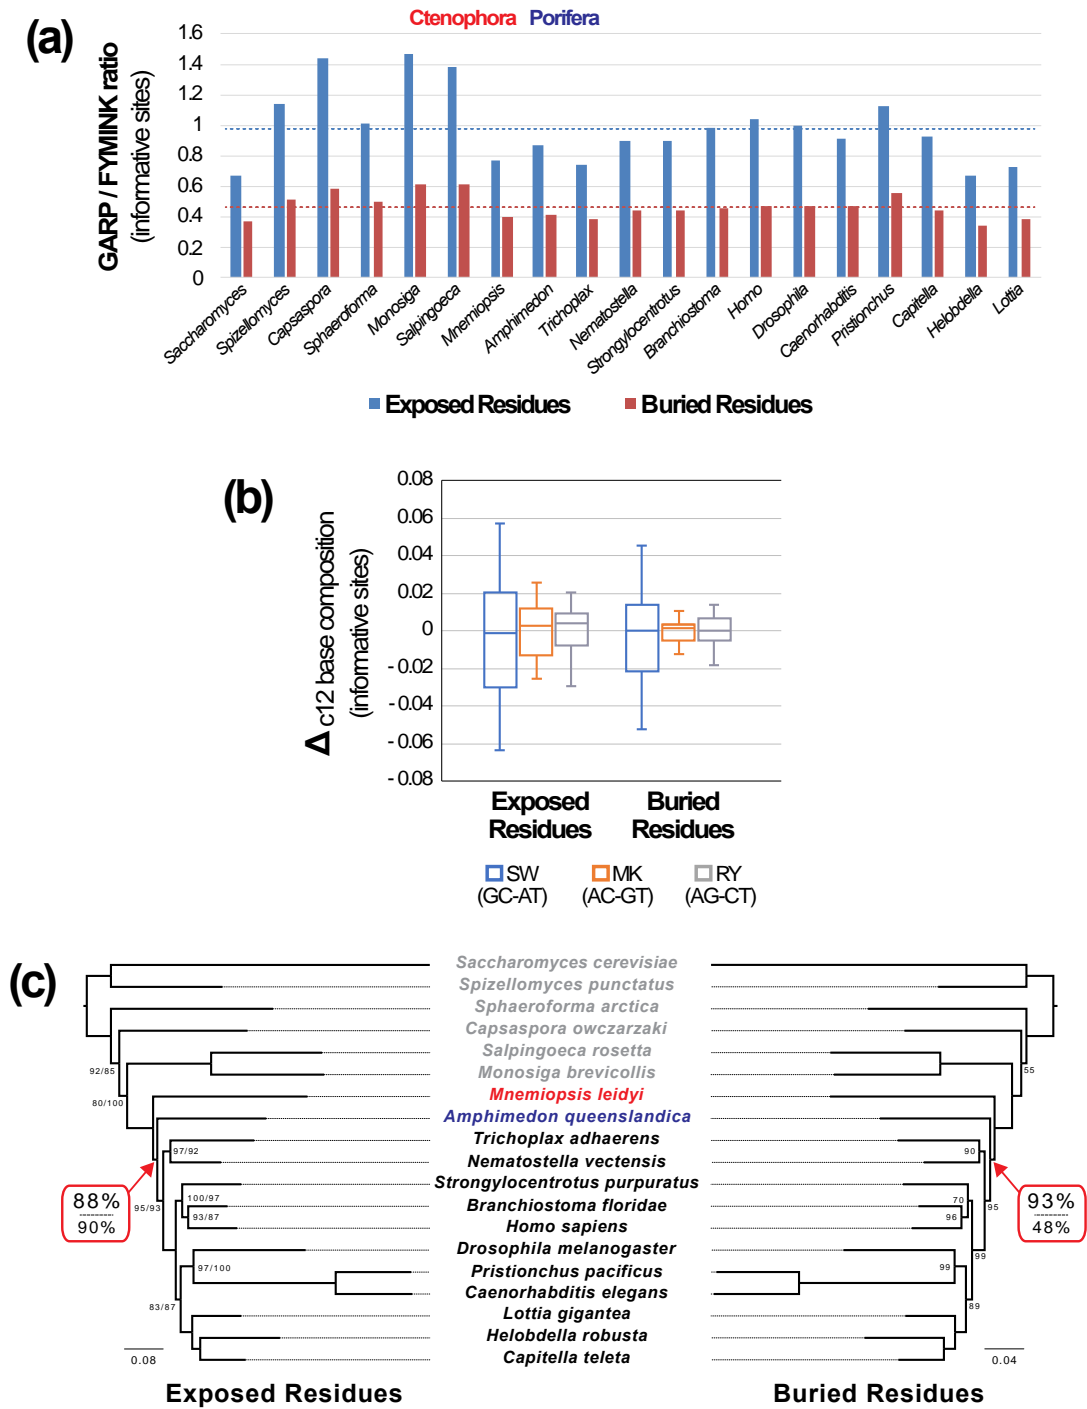 (a)
Ctenophora Porifera
GARP / FYMINK ratio
(informative sites)
1.6
1.4
1.2
1
0.8
0.6
0.4
0.2
0
Saccharomyces
Spizellomyces
Capsaspora
Sphaeroforma
Monosiga
Salpingoeca
Mnemiopsis
Amphimedon
Trichoplax
Nematostella
Strongylocentrotus
Branchiostoma
Homo
Drosophila
Caenorhabditis
Pristionchus
Capitella
Helobdella
Lottia
Exposed Residues
Buried Residues
(b)
Δ c12 base composition
(informative sites)
0.08
0.06
0.04
0.02
0
-0.02
-0.04
-0.06
-0.08
Exposed
Residues
Buried
Residues
SW
(GC-AT)
MK
(AC-GT)
RY
(AG-CT)
(c)
Saccharomyces cerevisiae
Spizellomyces punctatus
Sphaeroforma arctica
Capsaspora owczarzaki
Salpingoeca rosetta
Monosiga brevicollis
Mnemiopsis leidyi
Amphimedon queenslandica
Trichoplax adhaerens
Nematostella vectensis
Strongylocentrotus purpuratus
Branchiostoma floridae
Homo sapiens
Drosophila melanogaster
Pristionchus pacificus
Caenorhabditis elegans
Lottia gigantea
Helobdella robusta
Capitella teleta
92/85
80/100
97/92
88%
90%
95/93
100/97
93/87
97/100
83/87
0.08
Exposed Residues
55
90
93%
48%
95
70
96
99
99
89
0.04
Buried Residues